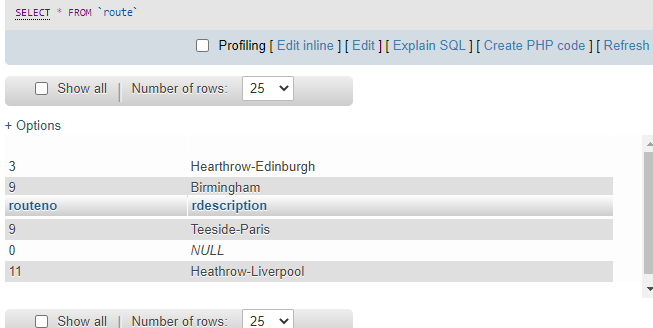 SELECT * FROM `route`
Profiling [ Edit inline ] [ Edit ] [ Explain SQL ] [ Create PHP code ] [ Refresh
Show all | Number of rows: 25
+ Options
3 Hearthrow-Edinburgh
9 Birmingham
routeno rdescription
9 Teeside-Paris
0 NULL
11 Heathrow-Liverpool
Show all | Number of rows: 25